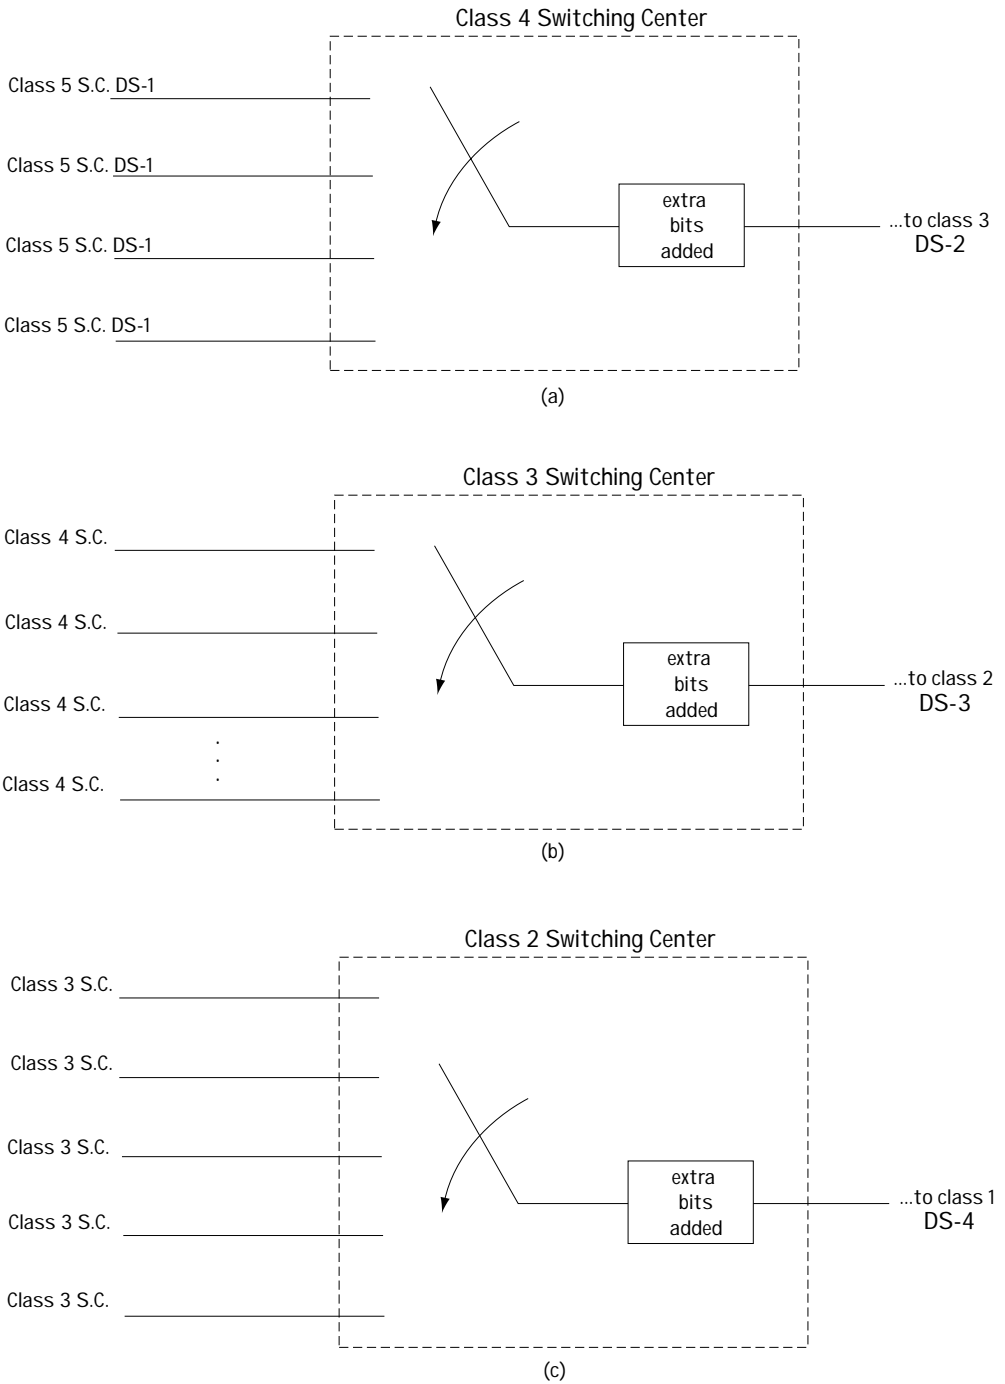 Class 4 Switching Center
Class 5 S.C. DS-1
Class 5 S.C. DS-1
Class 5 S.C. DS-1
Class 5 S.C. DS-1
extra
bits
added
...to class 3
DS-2
(a)
Class 3 Switching Center
Class 4 S.C.
Class 4 S.C.
Class 4 S.C.
.
.
.
Class 4 S.C.
extra
bits
added
...to class 2
DS-3
(b)
Class 2 Switching Center
Class 3 S.C.
Class 3 S.C.
Class 3 S.C.
Class 3 S.C.
Class 3 S.C.
extra
bits
added
...to class 1
DS-4
(c)